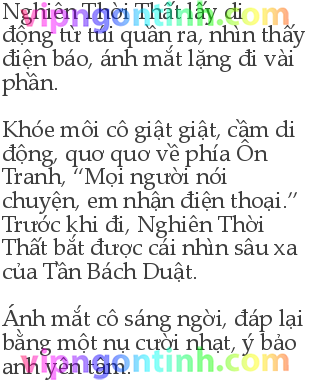 vipngontinh.com
Nghiên Thời Thất lấy di
động từ túi quần ra, nhìn thấy
điện báo, ánh mắt lặng đi vài
phần.
Khóe môi cô giật giật, cầm di
động, quơ quơ về phía Ôn
Tranh, “Mọi người nói
chuyện, em nhận điện thoại.”
Trước khi đi, Nghiên Thời
Thất bắt được cái nhìn sâu xa
của Tần Bách Duật.
Ánh mắt cô sáng ngời, đáp lại
bằng một nụ cười nhạt, ý bảo
anh yên tâm.
vipngontinh.com